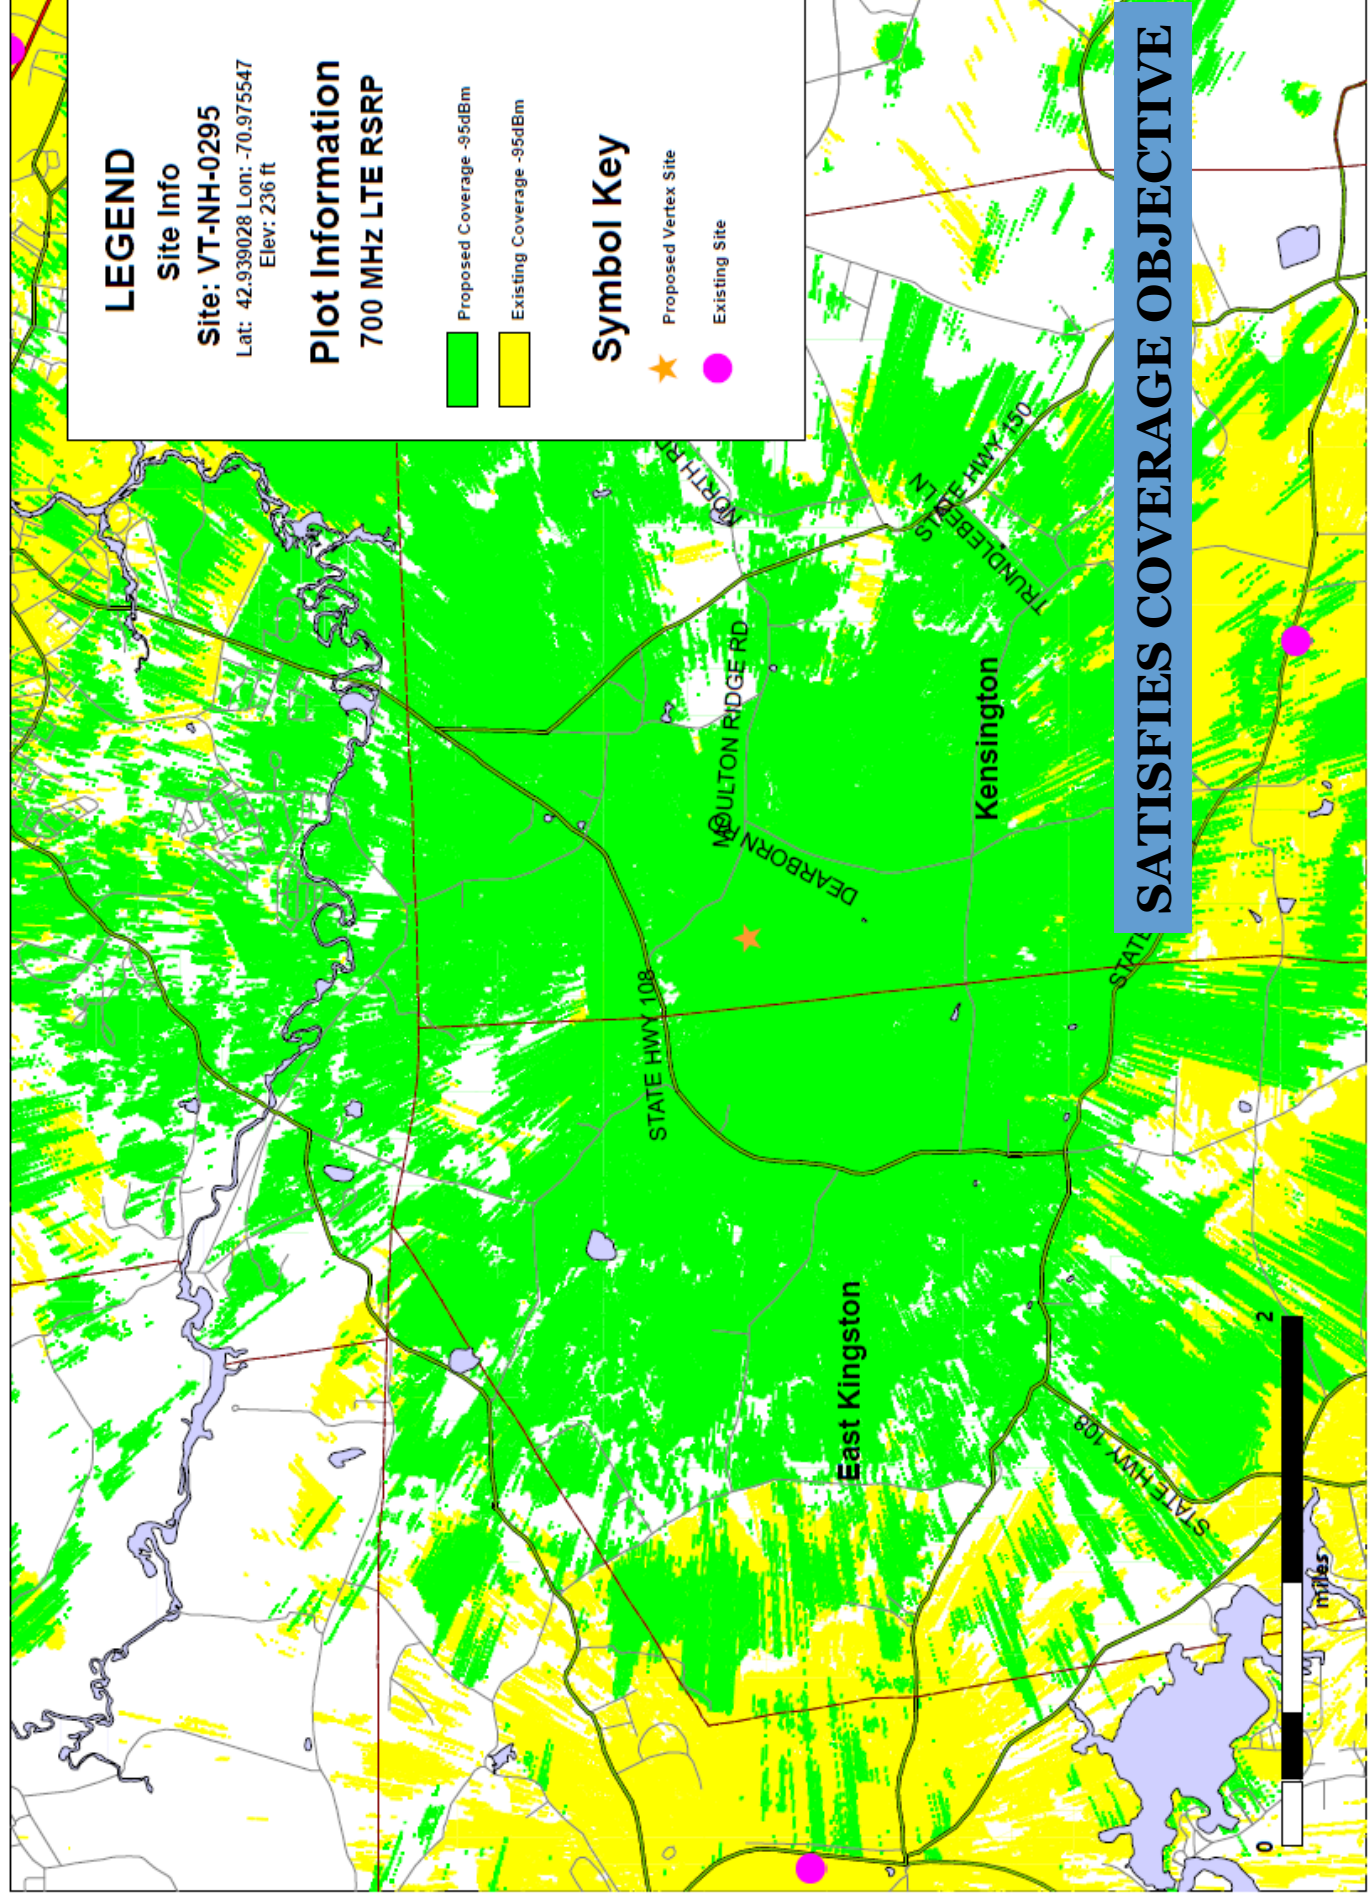 SATISFIES COVERAGE OBJECTIVE
LEGEND
Site Info
Site: VT-NH-0295
Lat: 42.939028 Lon: -70.975547
Elev: 236 ft
Plot Information
700 MHz LTE RSRP
Proposed Coverage -95dBm
Existing Coverage -95dBm
Symbol Key
Proposed Vertex Site
Existing Site
NORTH RD
STATE HWY 150
TRUNDLEBE LN
MOULTON RIDGE RD
DEARBORN RD
Kensington
STATE HWY 108
STATE
East Kingston
STATE HWY 108
0
miles
2